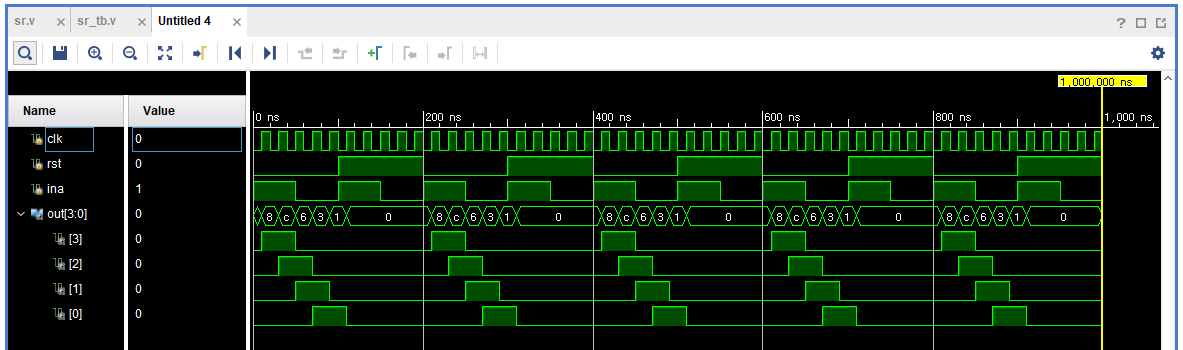 sr.v × sr_tb.v × Untitled 4 ×
?
1,000,000 ns
Name Value
0 ns 200 ns 400 ns 600 ns 800 ns 1,000 ns
clk 0
rst 0
ina 1
out[3:0] 0 8 c 6 3 1 0 8 c 6 3 1 0 8 c 6 3 1 0 8 c 6 3 1 0 8 c 6 3 1 0
[3] 0
[2] 0
[1] 0
[0] 0